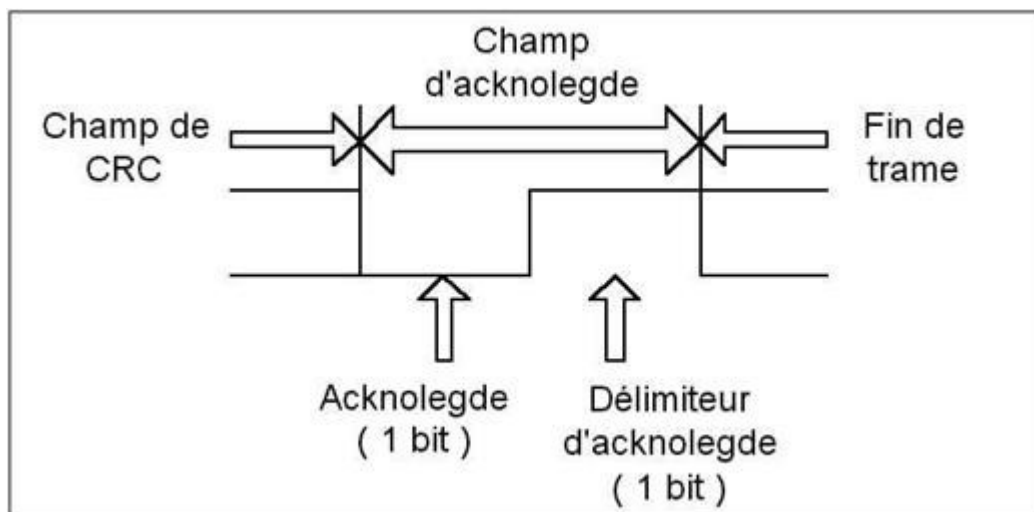 Champ
d'acknolegde
Champ de
CRC
Fin de
trame
Acknolegde
( 1 bit )
Délimiteur
d'acknolegde
( 1 bit )